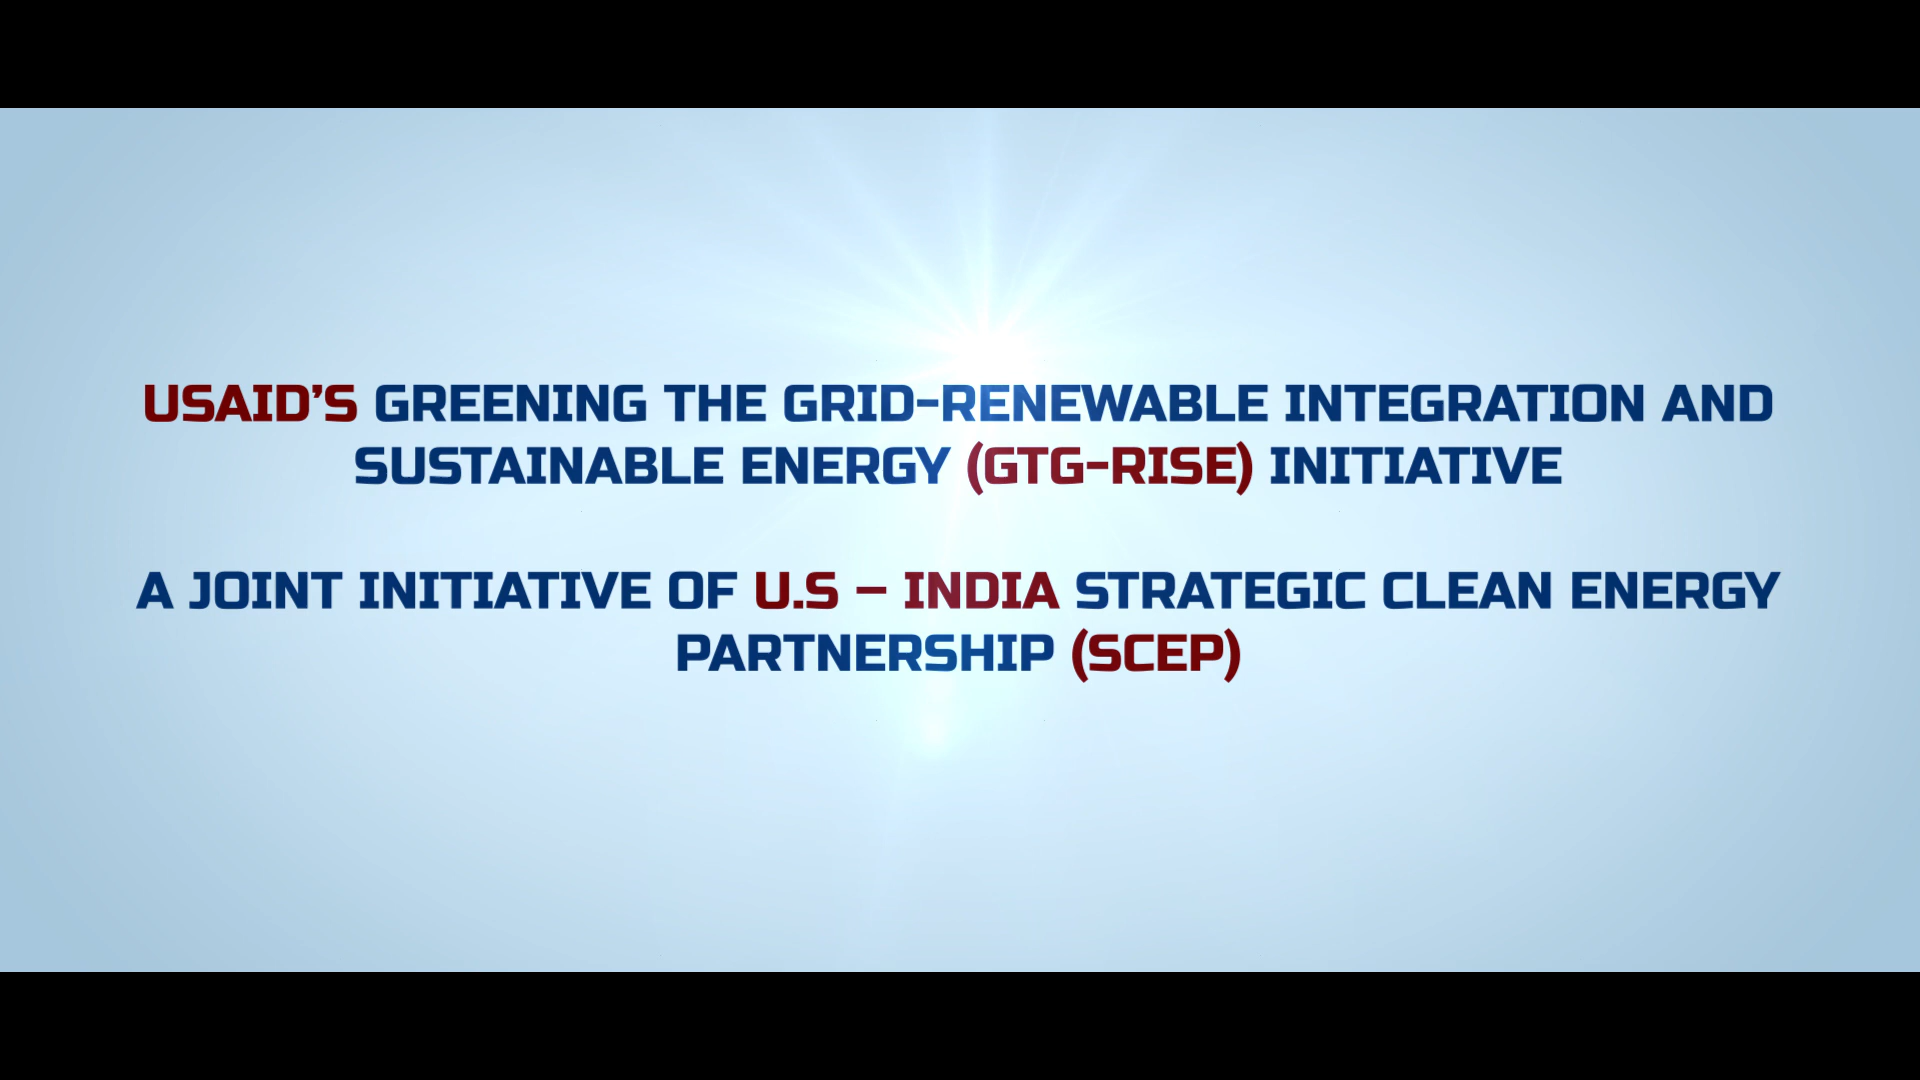 USAID’S GREENING THE GRID-RENEWABLE INTEGRATION AND
SUSTAINABLE ENERGY (GTG-RISE) INITIATIVE
A JOINT INITIATIVE OF U.S – INDIA STRATEGIC CLEAN ENERGY
PARTNERSHIP (SCEP)